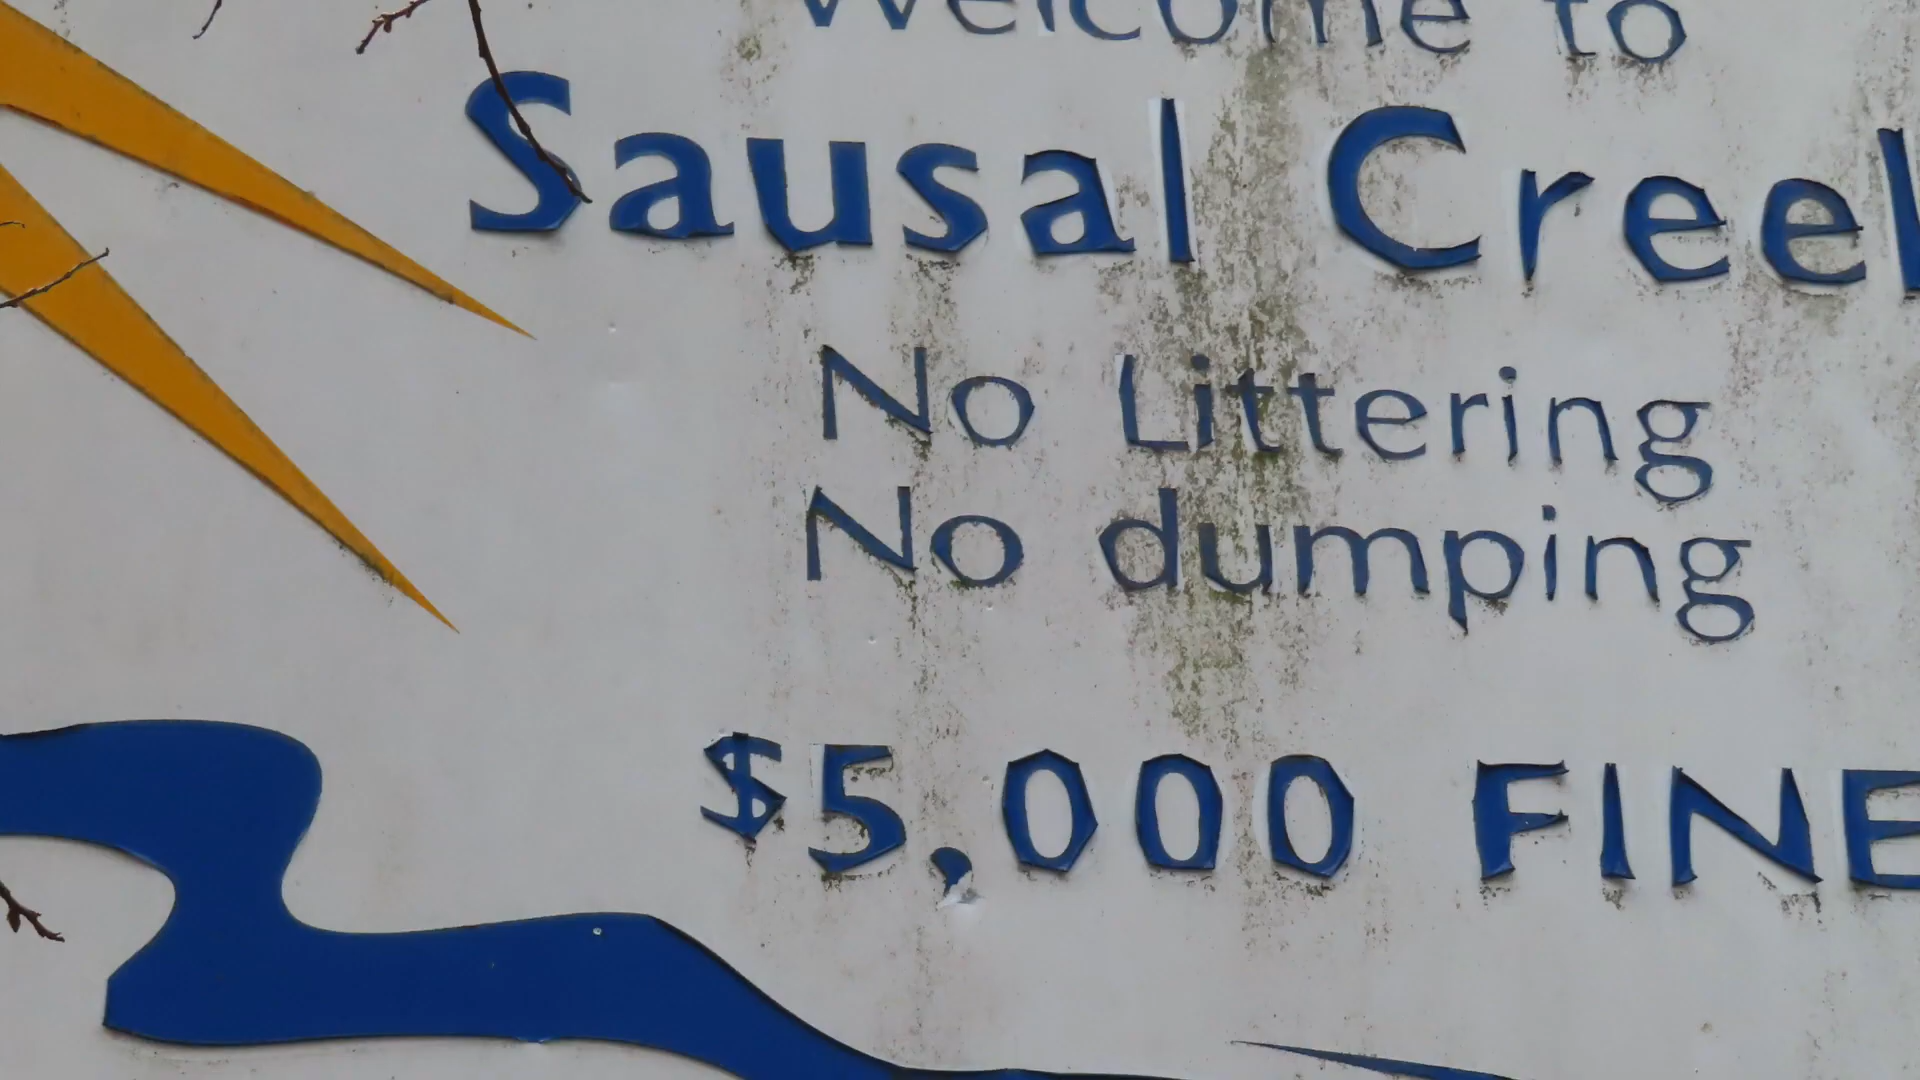 Welcome to
Sausal Creek
No Littering
No dumping
$5,000 FINE